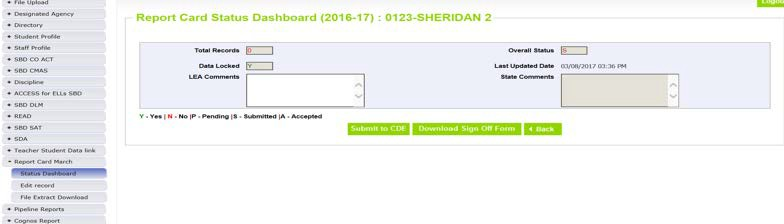 File Upload
Designated Agency
Directory
Student Profile
Staff Profile
SBD CO ACT
SBD CMAS
Discipline
ACCESS for ELLs SBD
SBD DLM
READ
SBD SAT
SDA
Teacher Student Data link
Report Card March
Status Dashboard
Edit record
File Extract Download
Pipeline Reports
Cognos Report
Logou
Report Card Status Dashboard (2016-17) : 0123-SHERIDAN 2
Total Records 0 Overall Status S
Data Locked Y Last Updated Date 03/08/2017 03:36 PM
LEA Comments State Comments
Y - Yes | N - No |P - Pending |S - Submitted |A - Accepted
Submit to CDE Download Sign Off Form Back